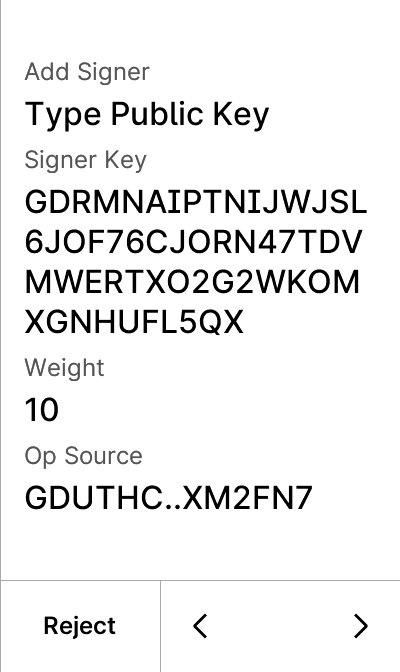 Add Signer
Type Public Key
Signer Key
GDRMNAIPTNIJWJSL
6JOF76CJORN47TDV
MWERTXO2G2WKOM
XGNHUFL5QX
Weight
10
Op Source
GDUTHC..XM2FN7
Reject